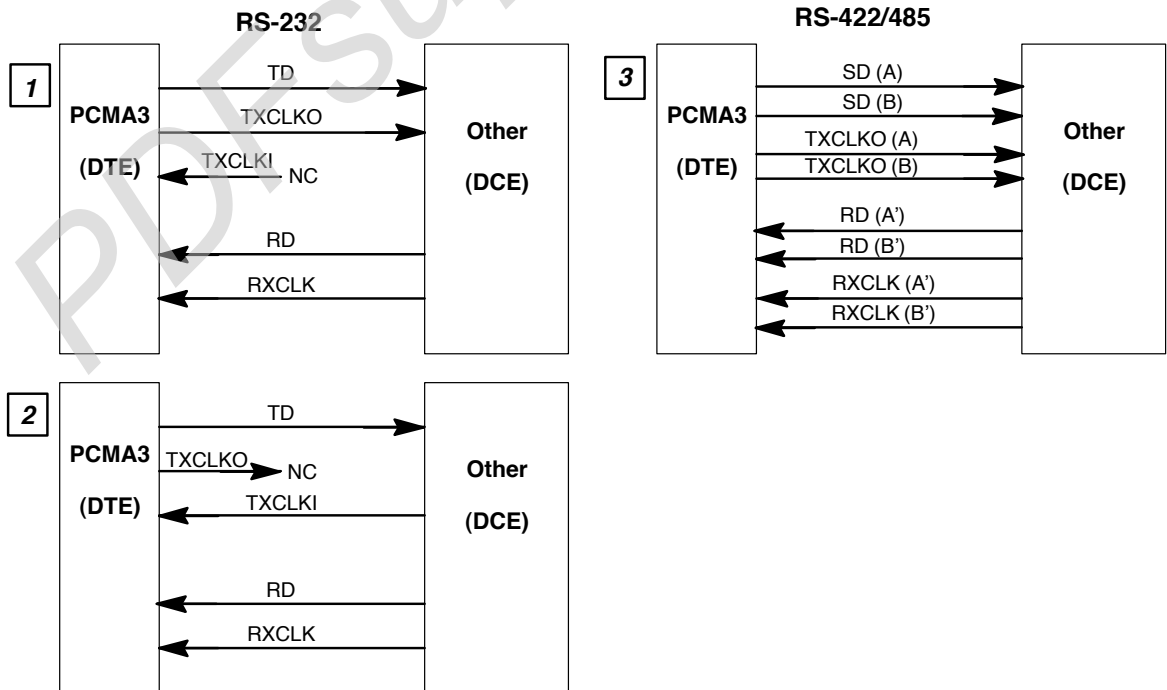 RS-232
1
PCMA3
(DTE)
TD
TXCLKO
TXCLKI
NC
RD
RXCLK
Other
(DCE)
2
PCMA3
(DTE)
TD
TXCLKO
NC
TXCLKI
RD
RXCLK
Other
(DCE)
RS-422/485
3
PCMA3
(DTE)
SD (A)
SD (B)
TXCLKO (A)
TXCLKO (B)
RD (A')
RD (B')
RXCLK (A')
RXCLK (B')
Other
(DCE)